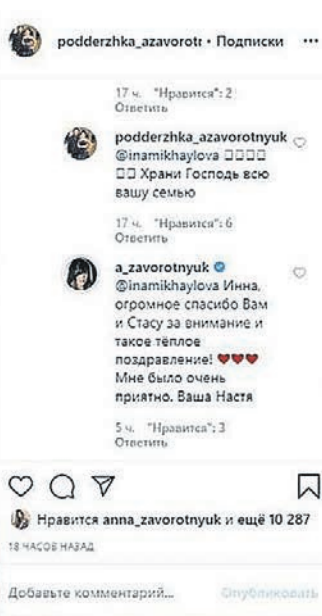 podderzhka_azavorotr • Подписки •••
17 ч. "Нравится": 2
Ответить
podderzhka_azavorotnyuk
@inamikhaylova □□□□
□□ Храни Господь всю
вашу семью
17 ч. "Нравится": 6
Ответить
a_zavorotnyuk
@inamikhaylova Инна,
огромное спасибо Вам
и Стасу за внимание и
такое тёплое
поздравление! ❤❤❤
Мне было очень
приятно. Ваша Настя
5 ч. "Нравится": 3
Ответить
Нравится anna_zavorotnyuk и ещё 10 287
18 ЧАСОВ НАЗАД
Добавьте комментарий... Опубликовать